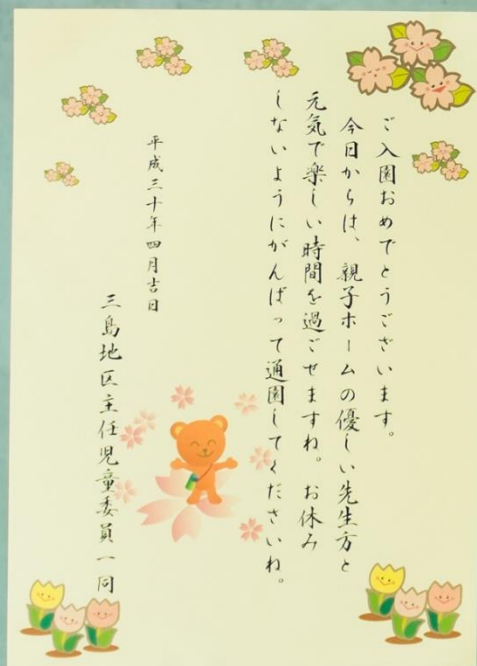 ご入園おめでとうございます。
今日からは、親子ホームの優しい先生方と
元気で楽しい時間を過ごせますね。お休み
しないようにがんばって通園してくださいね。
平成三十年四月吉日
三島地区主任児童委員一同